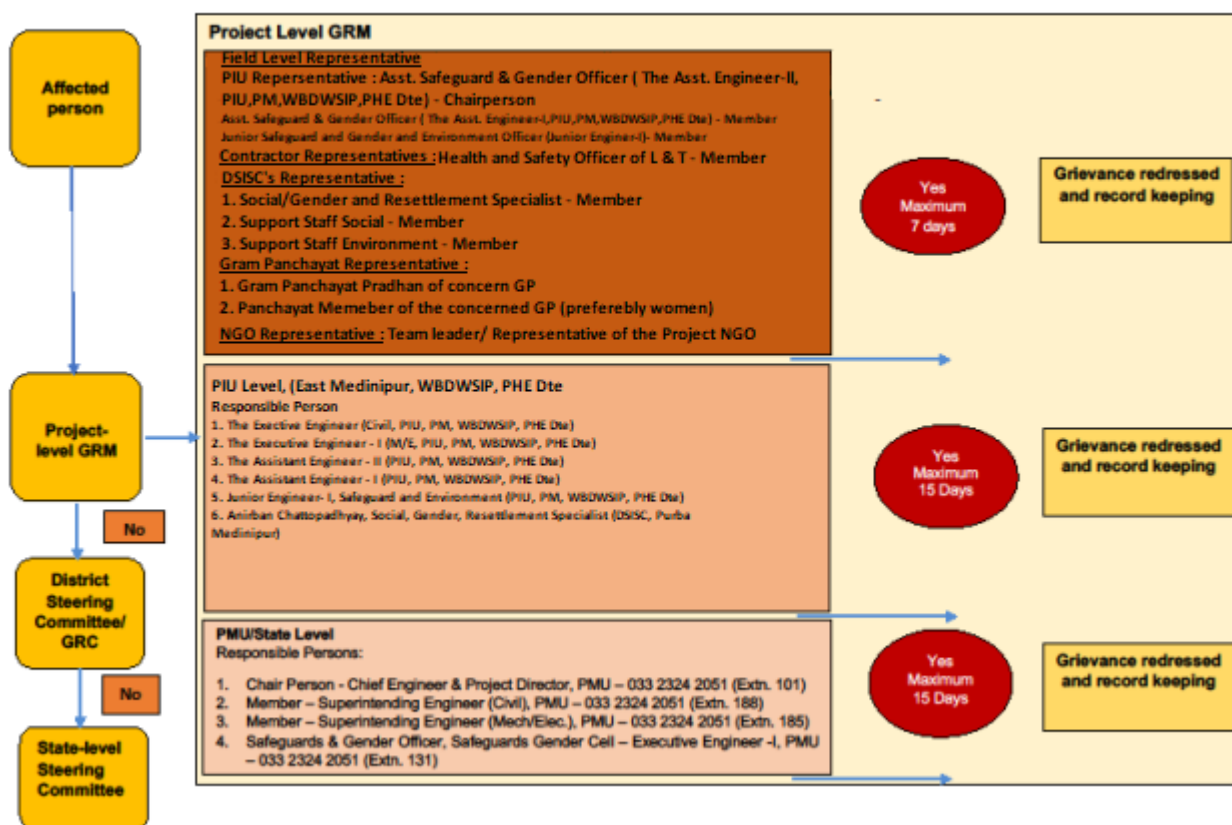 Affected
person
Project-
level GRM
No
District
Steering
Committee/
GRC
No
State-level
Steering
Committee
Project Level GRM
Field Level Representative
PIU Repersentative : Asst. Safeguard & Gender Officer ( The Asst. Engineer-II,
PIU,PM,WBDWSIP,PHE Dte) - Chairperson
Asst. Safeguard & Gender Officer ( The Asst. Engineer-I,PIU,PM,WBDWSIP,PHE Dte) - Member
Junior Safeguard and Gender and Environment Officer (Junior Enginer-I)- Member
Contractor Representatives : Health and Safety Officer of L & T - Member
DSISC's Representative :
1. Social/Gender and Resettlement Specialist - Member
2. Support Staff Social - Member
3. Support Staff Environment - Member
Gram Panchayat Representative :
1. Gram Panchayat Pradhan of concern GP
2. Panchayat Memeber of the concerned GP (preferebly women)
NGO Representative : Team leader/ Representative of the Project NGO
Yes
Maximum
7 days
Grievance redressed
and record keeping
PIU Level, (East Medinipur, WBDWSIP, PHE Dte
Responsible Person
1. The Exective Engineer (Civil, PIU, PM, WBDWSIP, PHE Dte)
2. The Executive Engineer - I (M/E, PIU, PM, WBDWSIP, PHE Dte)
3. The Assistant Engineer - II (PIU, PM, WBDWSIP, PHE Dte)
4. The Assistant Engineer - I (PIU, PM, WBDWSIP, PHE Dte)
5. Junior Engineer- I, Safeguard and Environment (PIU, PM, WBDWSIP, PHE Dte)
6. Anirban Chattopadhyay, Social, Gender, Resettlement Specialist (DSISC, Purba
Medinipur)
Yes
Maximum
15 Days
Grievance redressed
and record keeping
PMU/State Level
Responsible Persons:
1. Chair Person - Chief Engineer & Project Director, PMU – 033 2324 2051 (Extn. 101)
2. Member – Superintending Engineer (Civil), PMU – 033 2324 2051 (Extn. 188)
3. Member – Superintending Engineer (Mech/Elec.), PMU – 033 2324 2051 (Extn. 185)
4. Safeguards & Gender Officer, Safeguards Gender Cell – Executive Engineer -I, PMU
– 033 2324 2051 (Extn. 131)
Yes
Maximum
15 Days
Grievance redressed
and record keeping